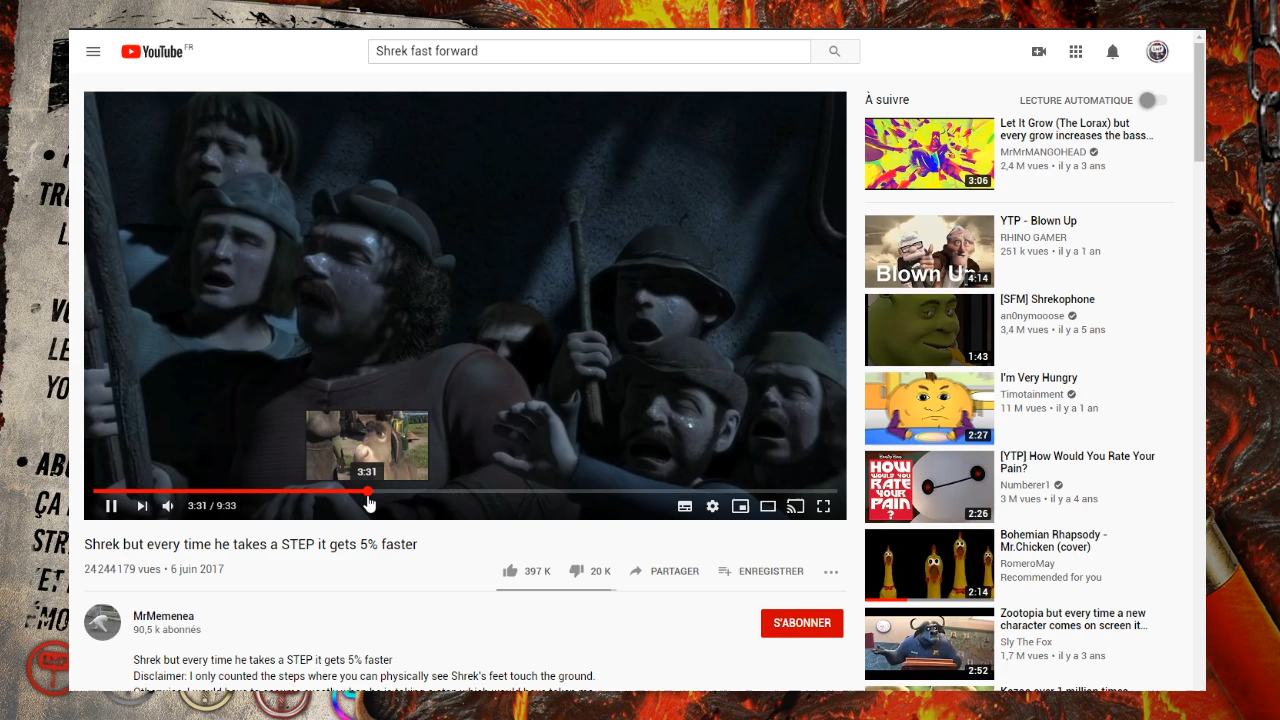 YouTube FR
Shrek fast forward
TRO
L
VO
LE
YO
ABO
ÇA
STR
ET
MO
3:31
3:31 / 9:33
Shrek but every time he takes a STEP it gets 5% faster
24 244 179 vues • 6 juin 2017
397 K
20 K
PARTAGER
ENREGISTRER
MrMemenea
90,5 k abonnés
S'ABONNER
Shrek but every time he takes a STEP it gets 5% faster
Disclaimer: I only counted the steps where you can physically see Shrek's feet touch the ground.
À suivre
LECTURE AUTOMATIQUE
Let It Grow (The Lorax) but
every grow increases the bass...
MrMrMANGOHEAD
2,4 M vues • il y a 3 ans
3:06
YTP - Blown Up
RHINO GAMER
251 k vues • il y a 1 an
Blown Up
4:14
[SFM] Shrekophone
an0nymooose
3,4 M vues • il y a 5 ans
1:43
I'm Very Hungry
Timotainment
11 M vues • il y a 1 an
2:27
[YTP] How Would You Rate Your
Pain?
Numberer1
3 M vues • il y a 4 ans
HOW
WOULD YOU
RATE
YOUR
PAIN
?
2:26
Bohemian Rhapsody -
Mr.Chicken (cover)
RomeroMay
Recommended for you
2:14
Zootopia but every time a new
character comes on screen it...
Sly The Fox
1,7 M vues • il y a 3 ans
2:52